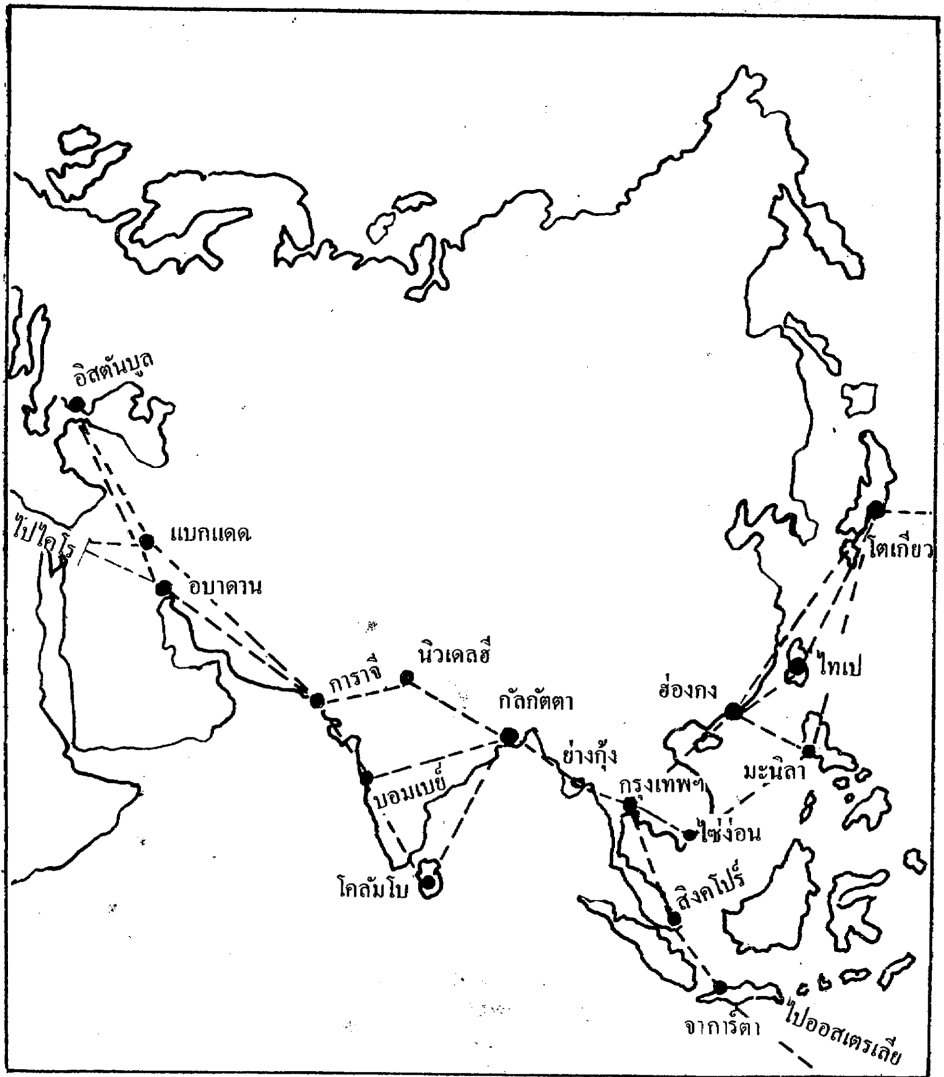 อิสตันบูล
ไปไคโร
แบกแดด
อบาดาน
โตเกียว
การาจี
นิวเดลฮี
ไทเป
ฮ่องกง
กัลกัตตา
ย่างกุ้ง
มะนิลา
กรุงเทพฯ
บอมเบย์
ไซ่ง่อน
โคลัมโบ
สิงคโปร์
จาการ์ตา
ไปออสเตรเลีย